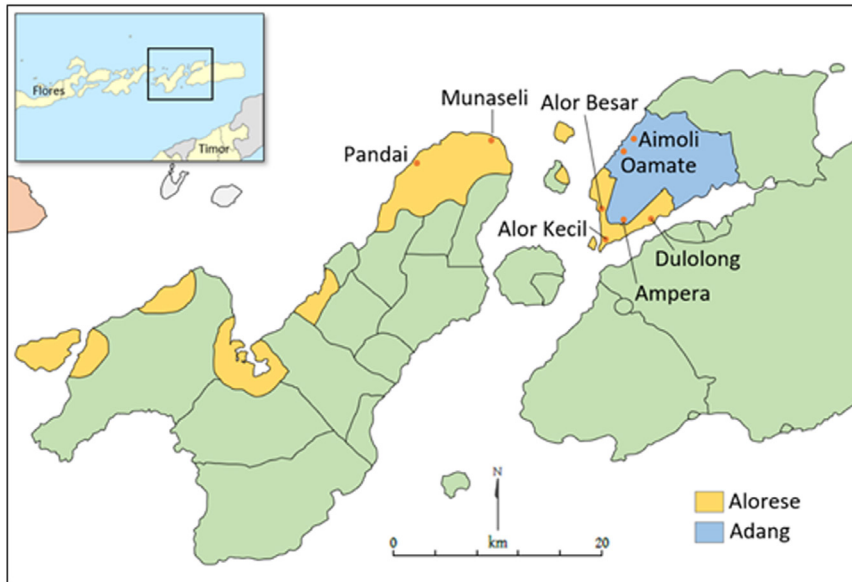 Flores
Timor
Munaseli
Alor Besar
Pandai
Aimoli
Oamate
Alor Kecil
Dulolong
Ampera
N
km
0
20
Alorese
Adang